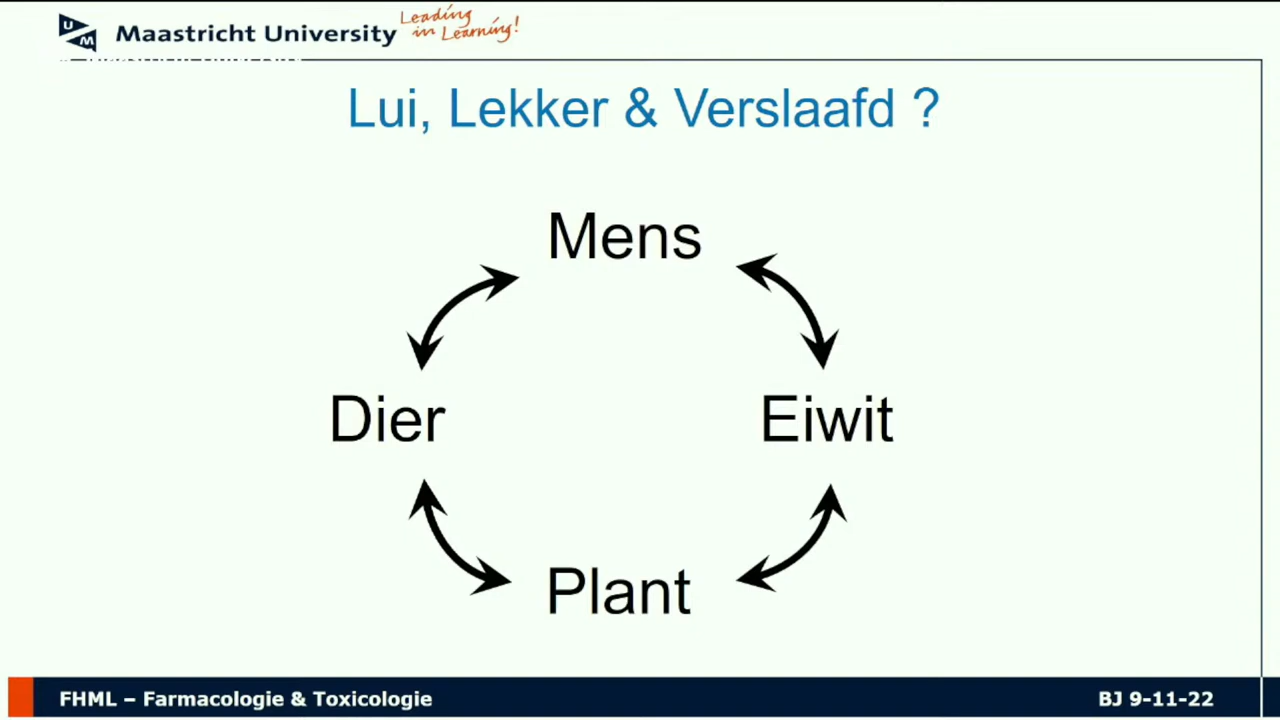 Maastricht University
Leading
in Learning!
Lui, Lekker & Verslaafd ?
Mens
Dier
Eiwit
Plant
FHML – Farmacologie & Toxicologie
BJ 9-11-22